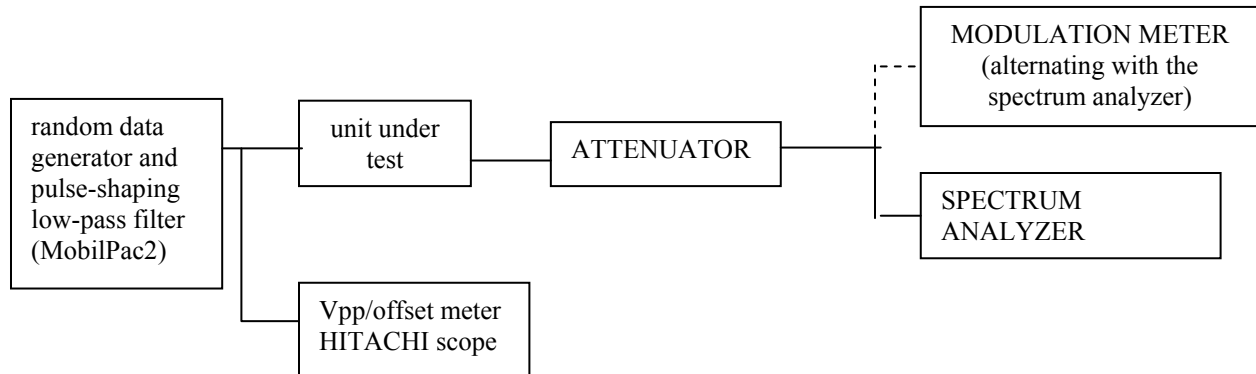 random data
generator and
pulse-shaping
low-pass filter
(MobilPac2)
unit under
test
Vpp/offset meter
HITACHI scope
ATTENUATOR
MODULATION METER
(alternating with the
spectrum analyzer)
SPECTRUM
ANALYZER